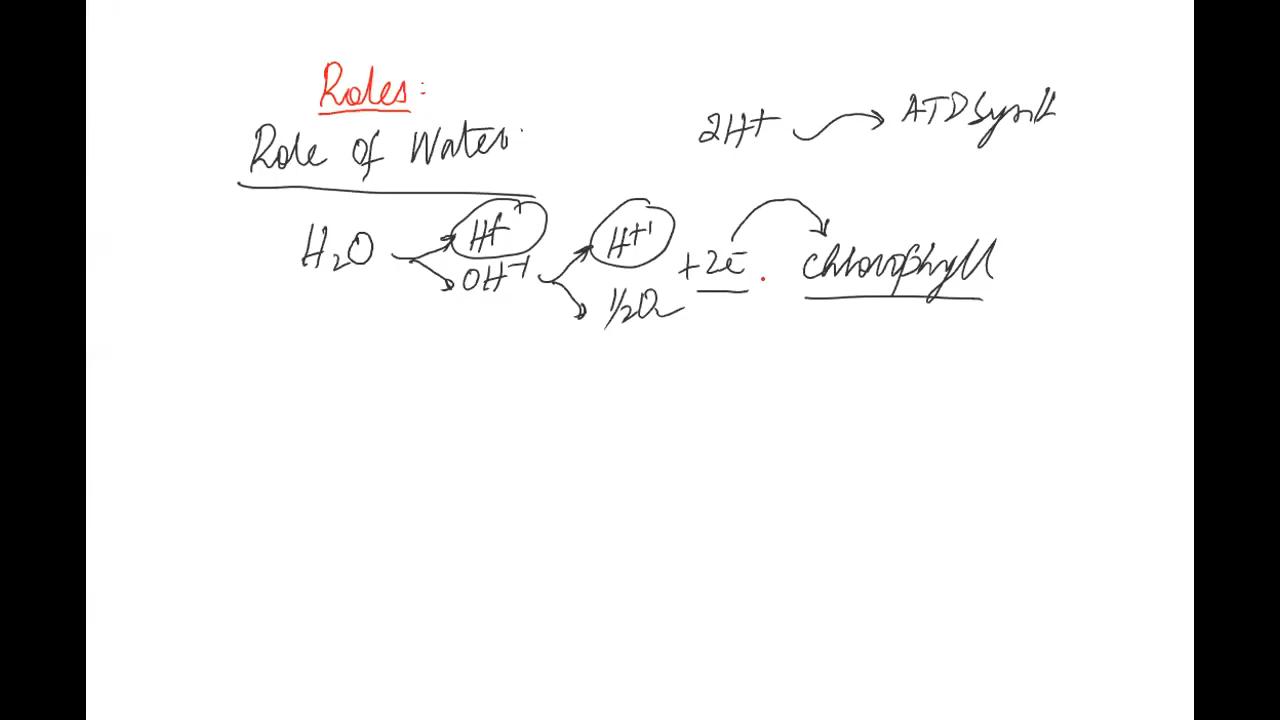 Roles:
Role of Water
2H+ → ATP Synth
H2O → H+
OH- → H+
1/2O2
+ 2e-
chlorophyll